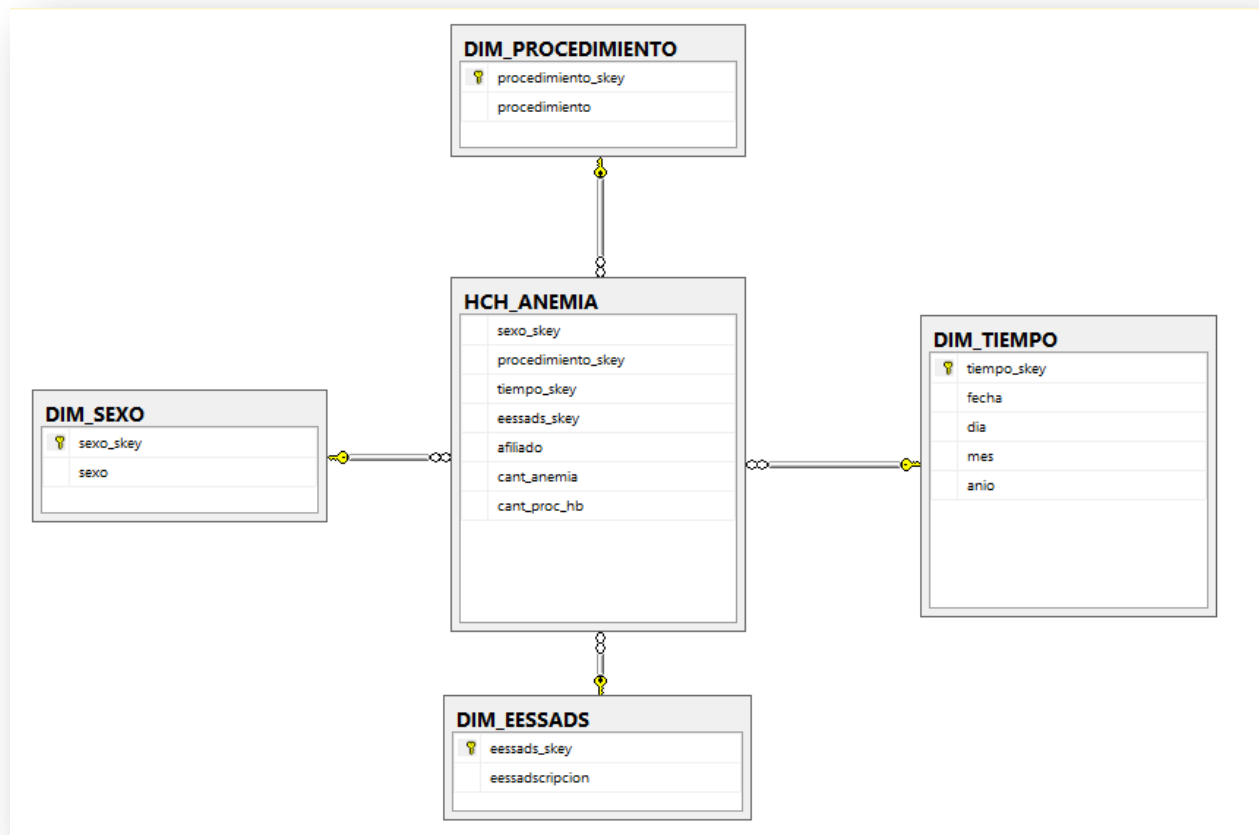 DIM_PROCEDIMIENTO
procedimiento_skey
procedimiento
HCH_ANEMIA
sexo_skey
procedimiento_skey
tiempo_skey
eessads_skey
afiliado
cant_anemia
cant_proc_hb
DIM_TIEMPO
tiempo_skey
fecha
dia
mes
anio
DIM_SEXO
sexo_skey
sexo
DIM_EESSADS
eessads_skey
eessadscripcion